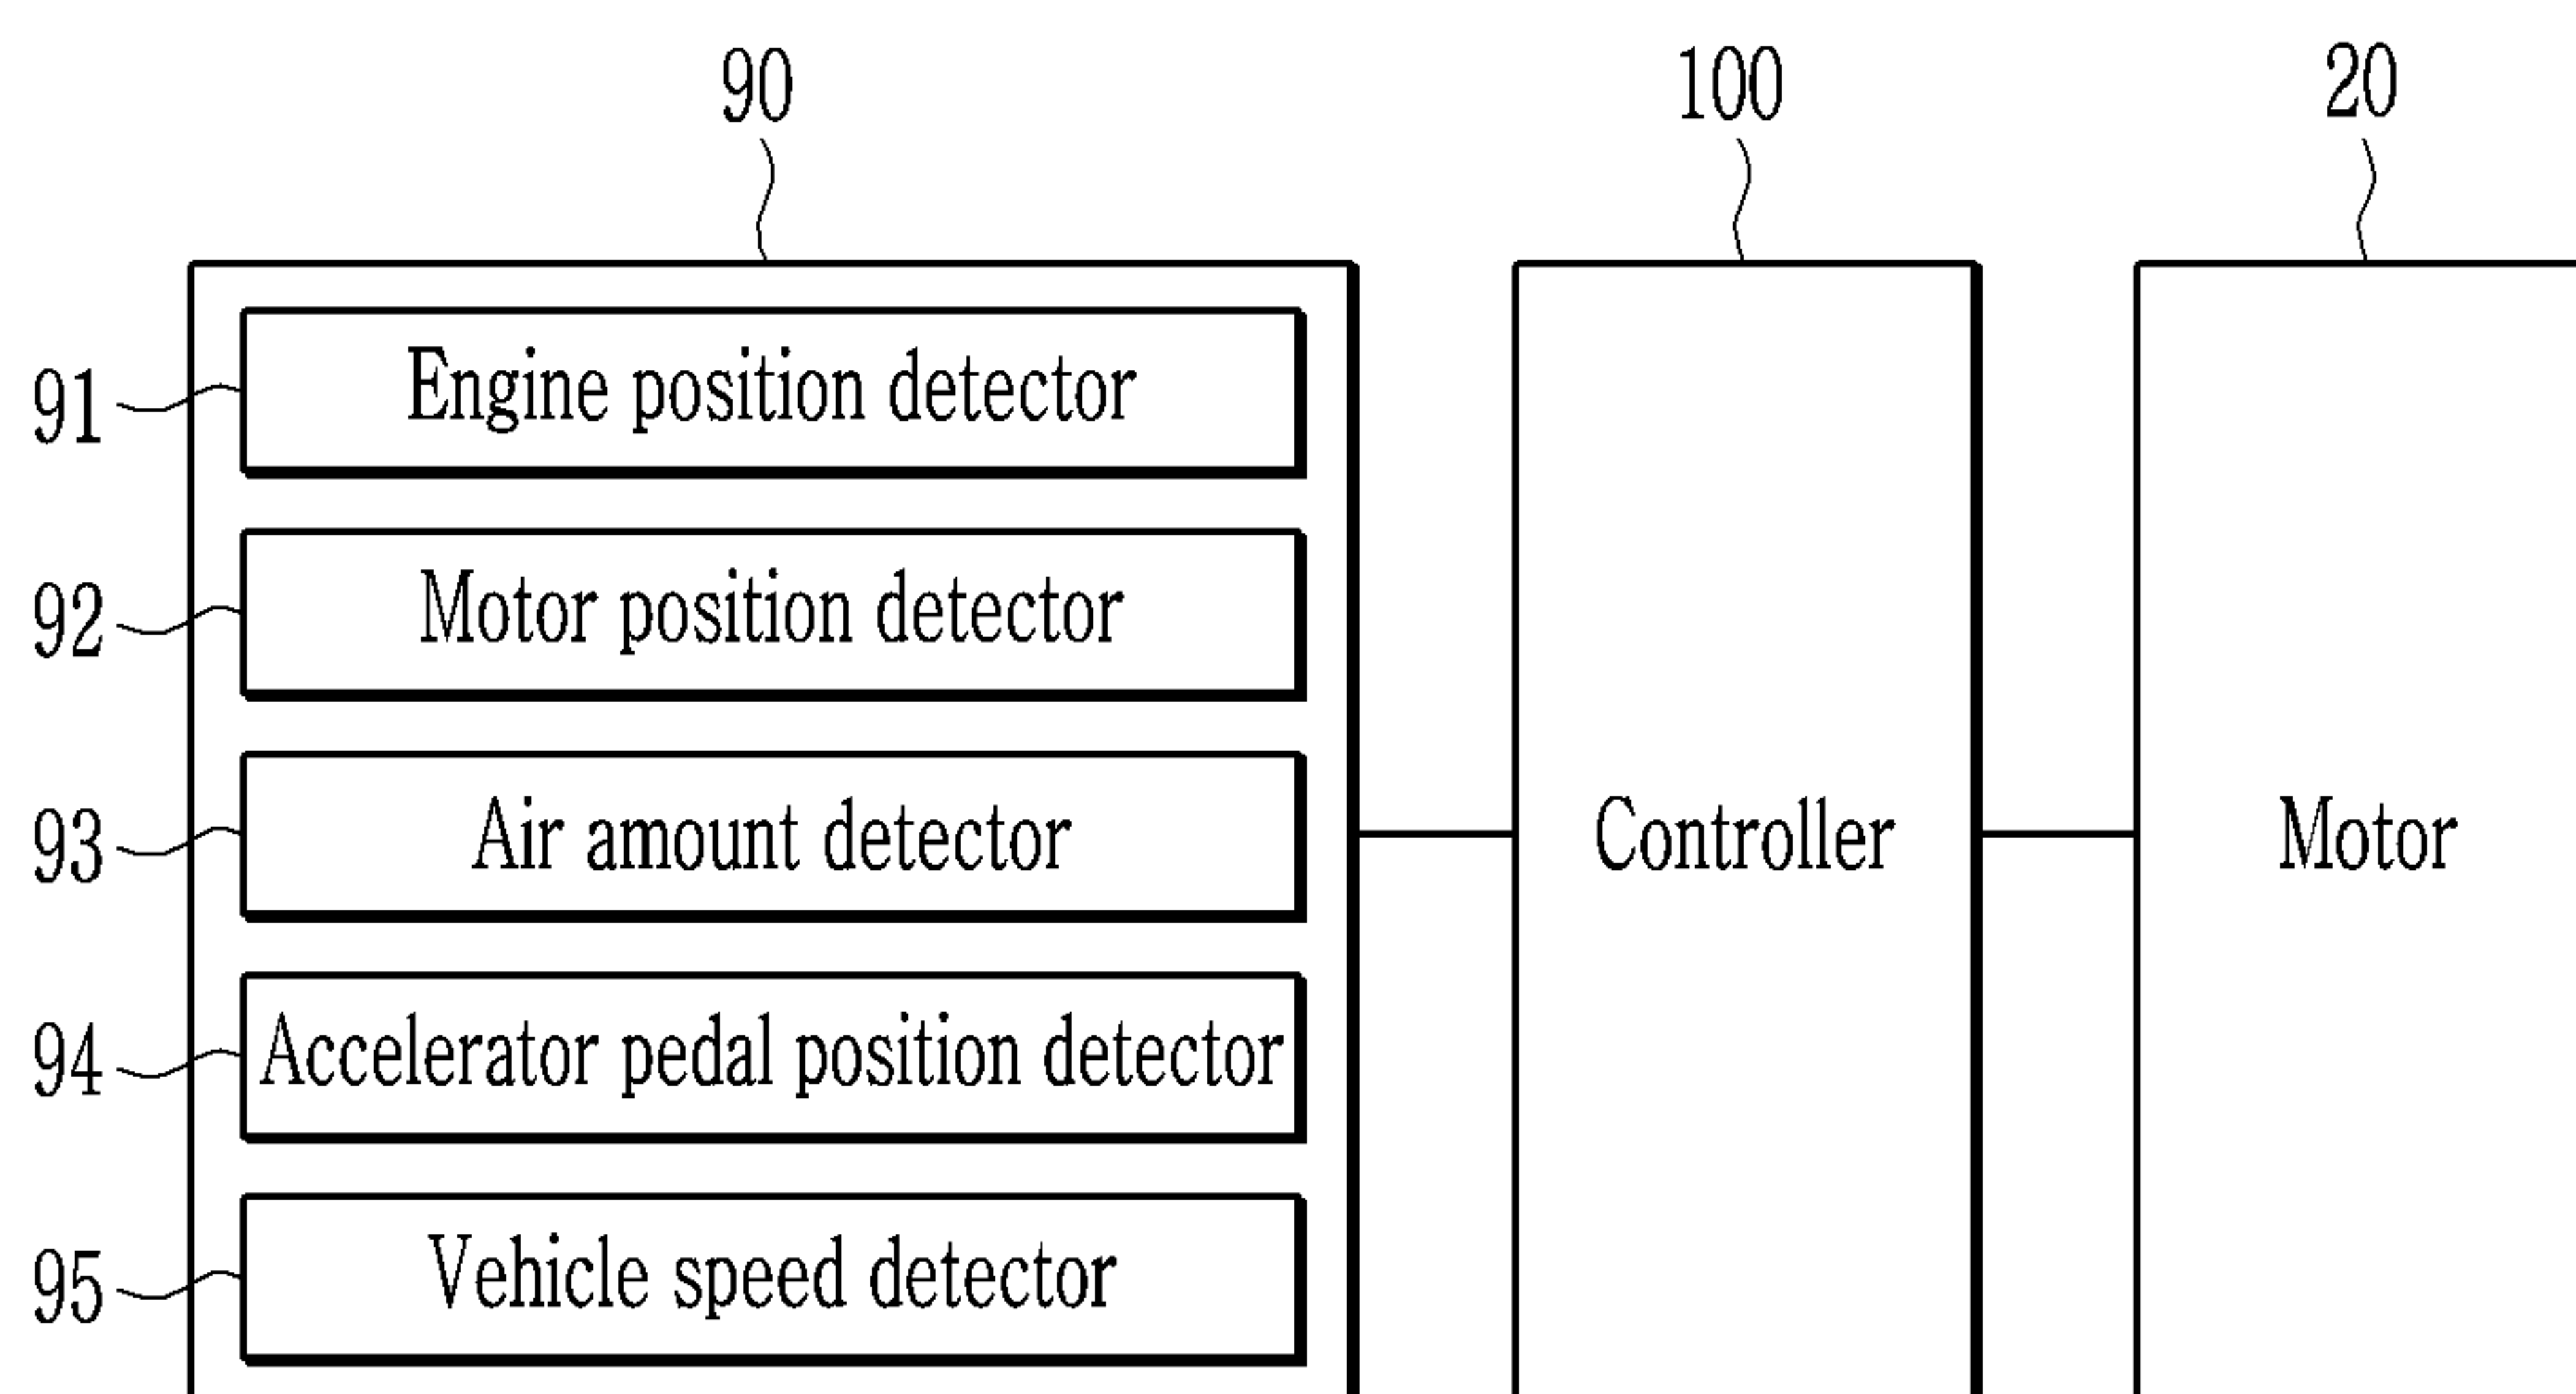 90
100
20
91
Engine position detector
92
Motor position detector
93
Air amount detector
Controller
Motor
94
Accelerator pedal position detector
95
Vehicle speed detector